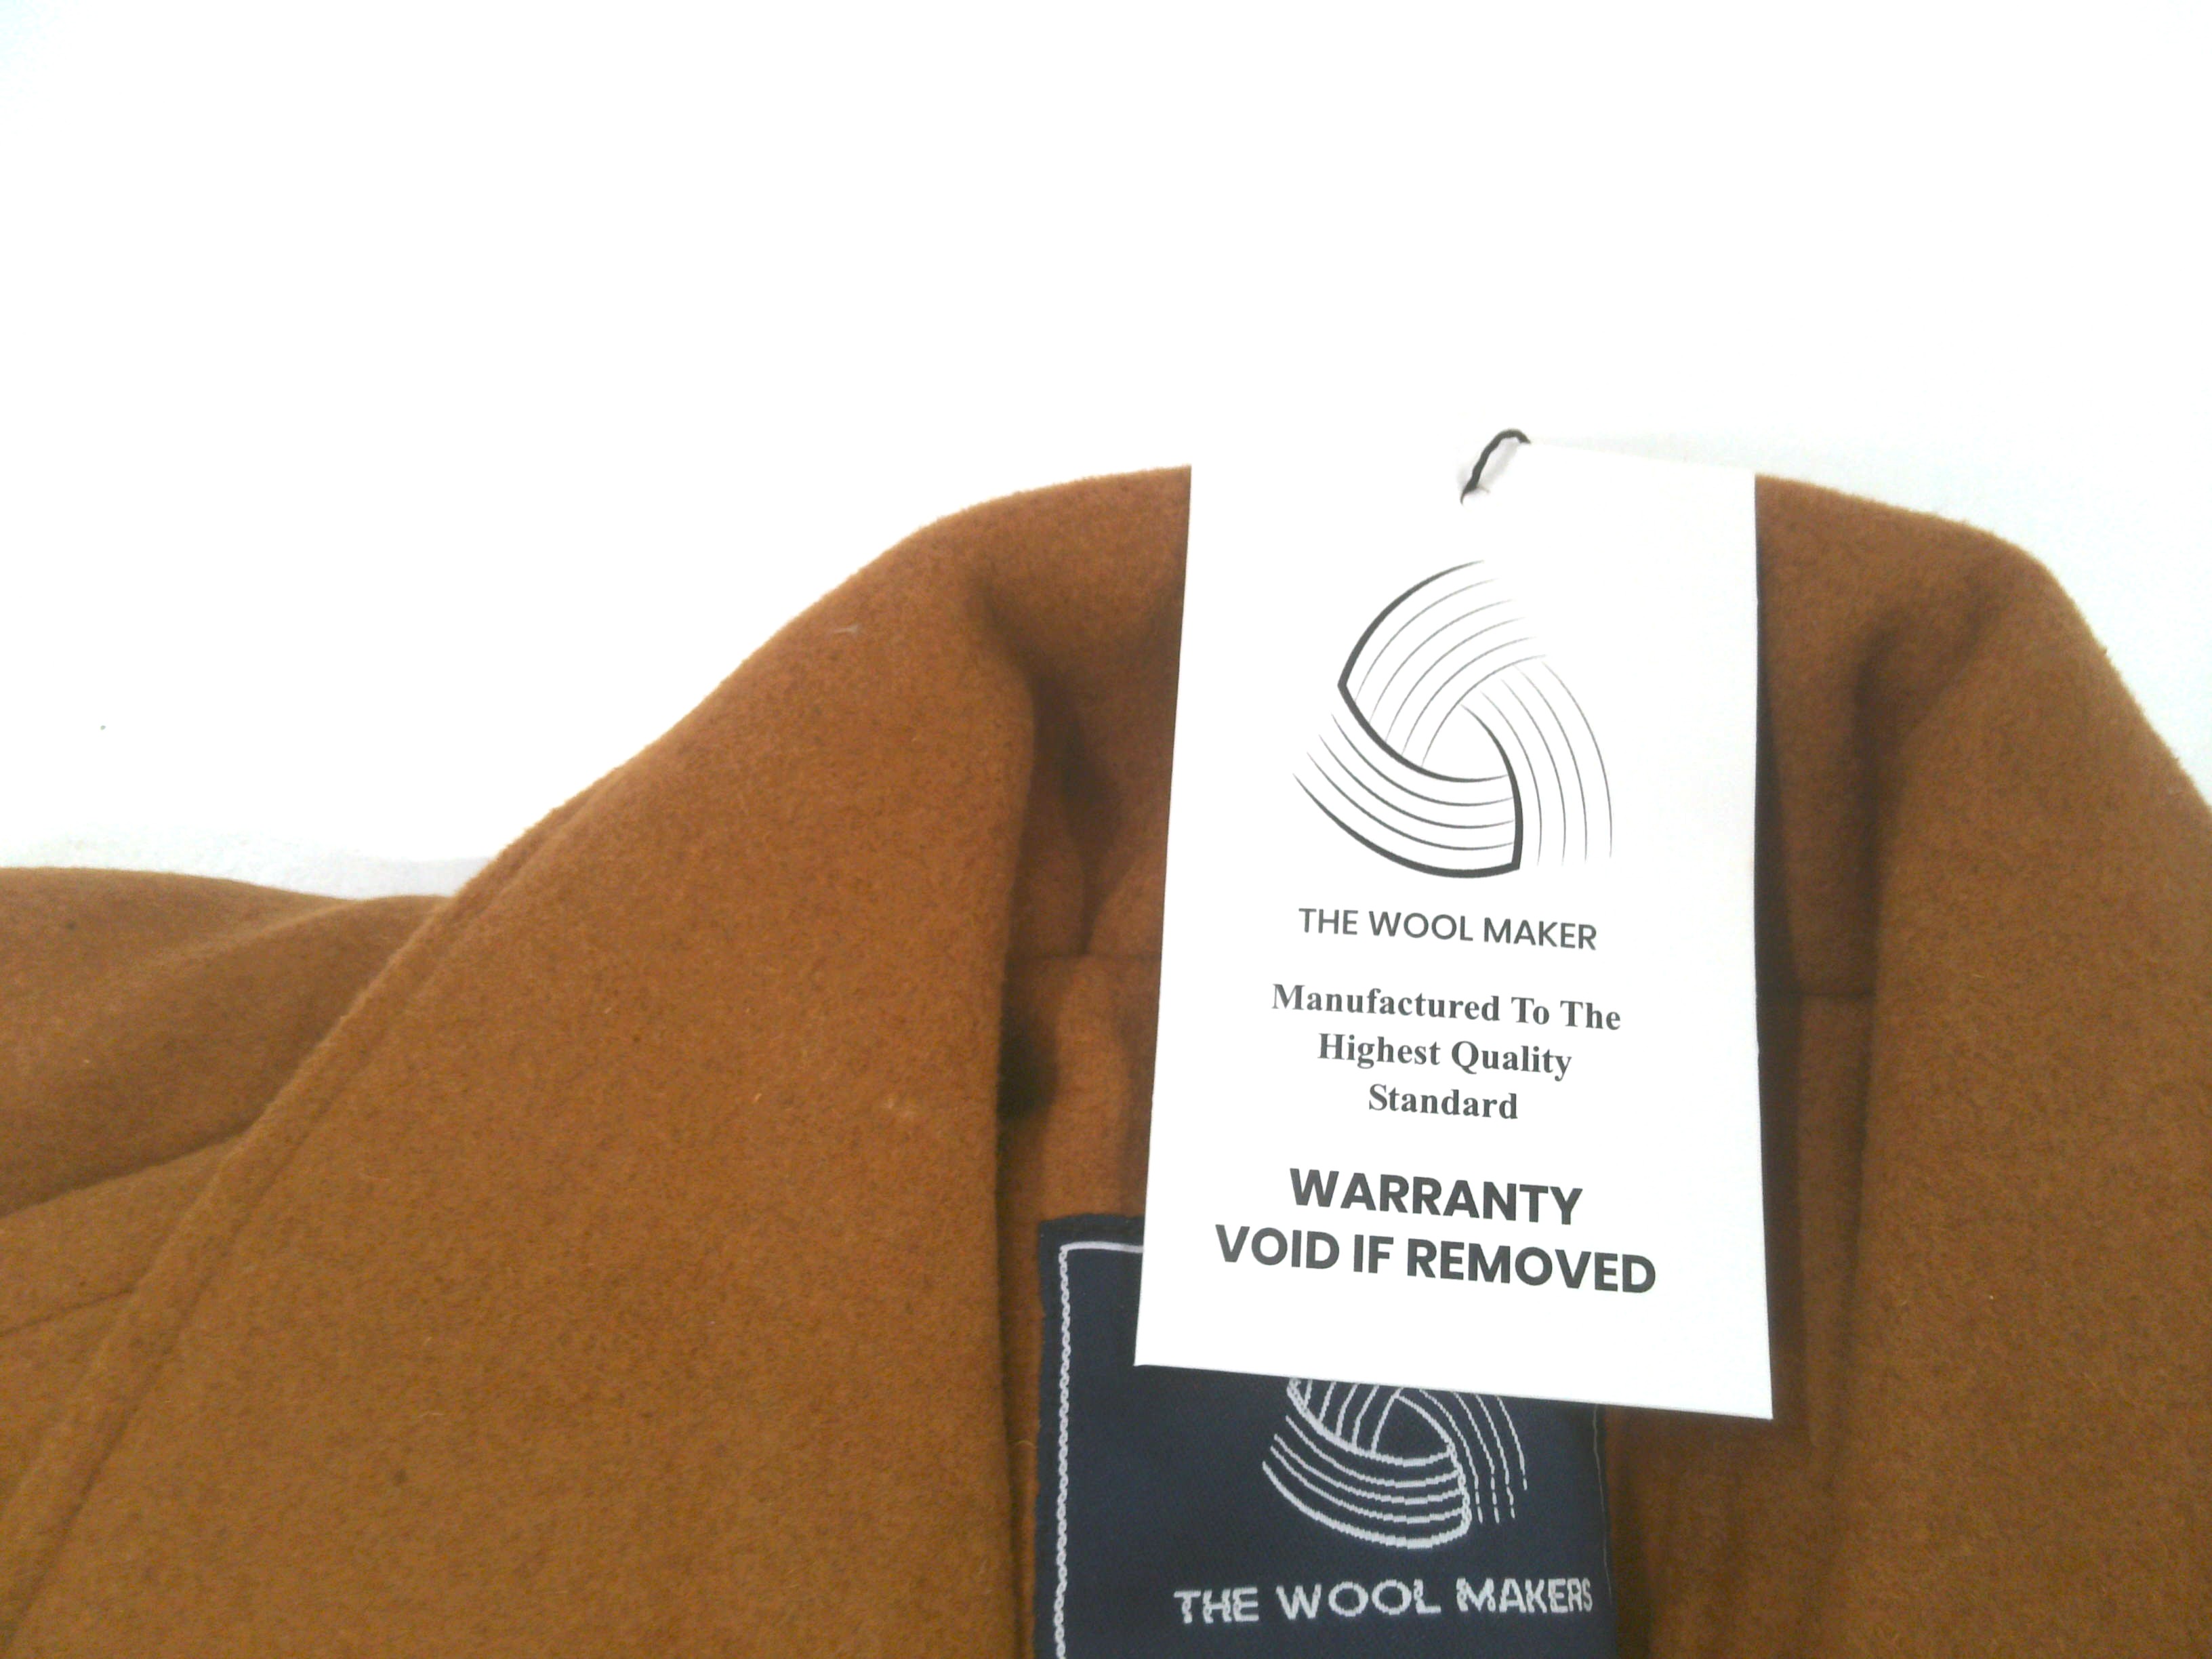 THE WOOL MAKER
Manufactured To The
Highest Quality
Standard
WARRANTY
VOID IF REMOVED
THE WOOL MAKERS